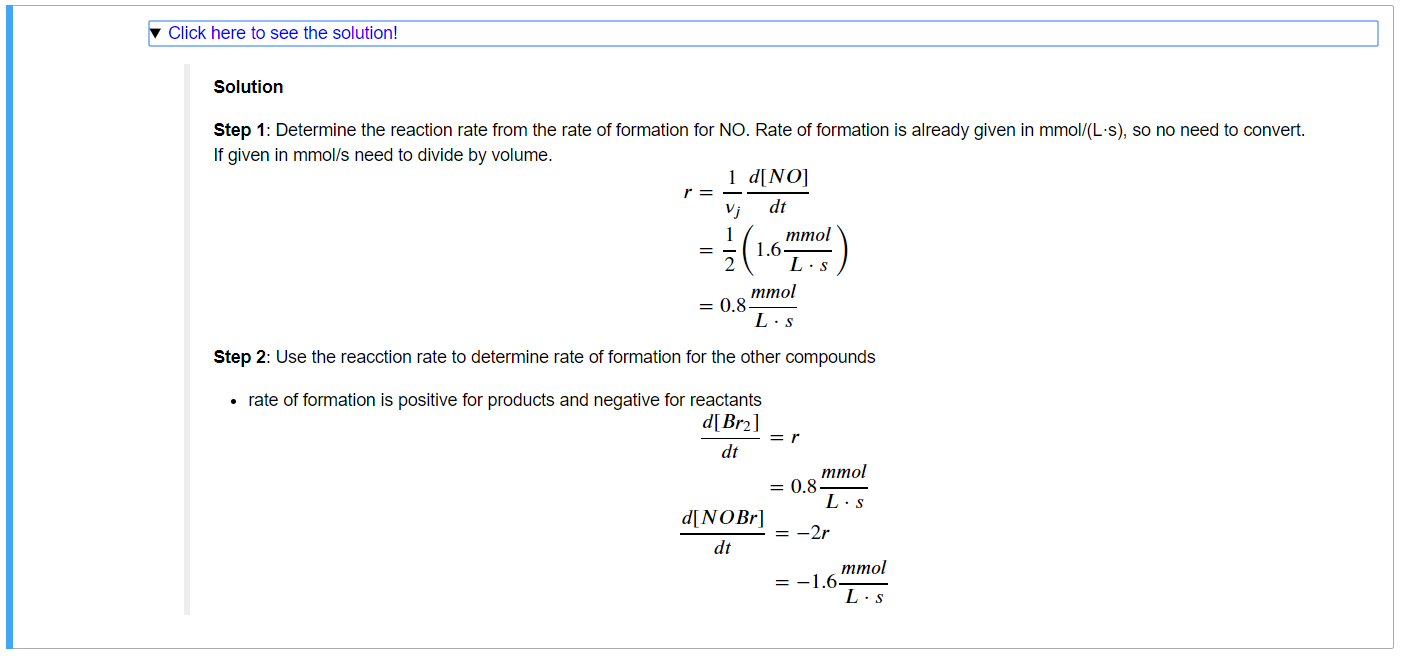 ▼ Click here to see the solution!
Solution
Step 1: Determine the reaction rate from the rate of formation for NO. Rate of formation is already given in mmol/(L·s), so no need to convert.
If given in mmol/s need to divide by volume.
r = \frac{1}{v_j} \frac{d[NO]}{dt}
= \frac{1}{2} \left( 1.6 \frac{mmol}{L · s} \right)
= 0.8 \frac{mmol}{L · s}
Step 2: Use the reacction rate to determine rate of formation for the other compounds
• rate of formation is positive for products and negative for reactants
\frac{d[Br_2]}{dt} = r
= 0.8 \frac{mmol}{L · s}
\frac{d[NOBr]}{dt} = −2r
= −1.6 \frac{mmol}{L · s}